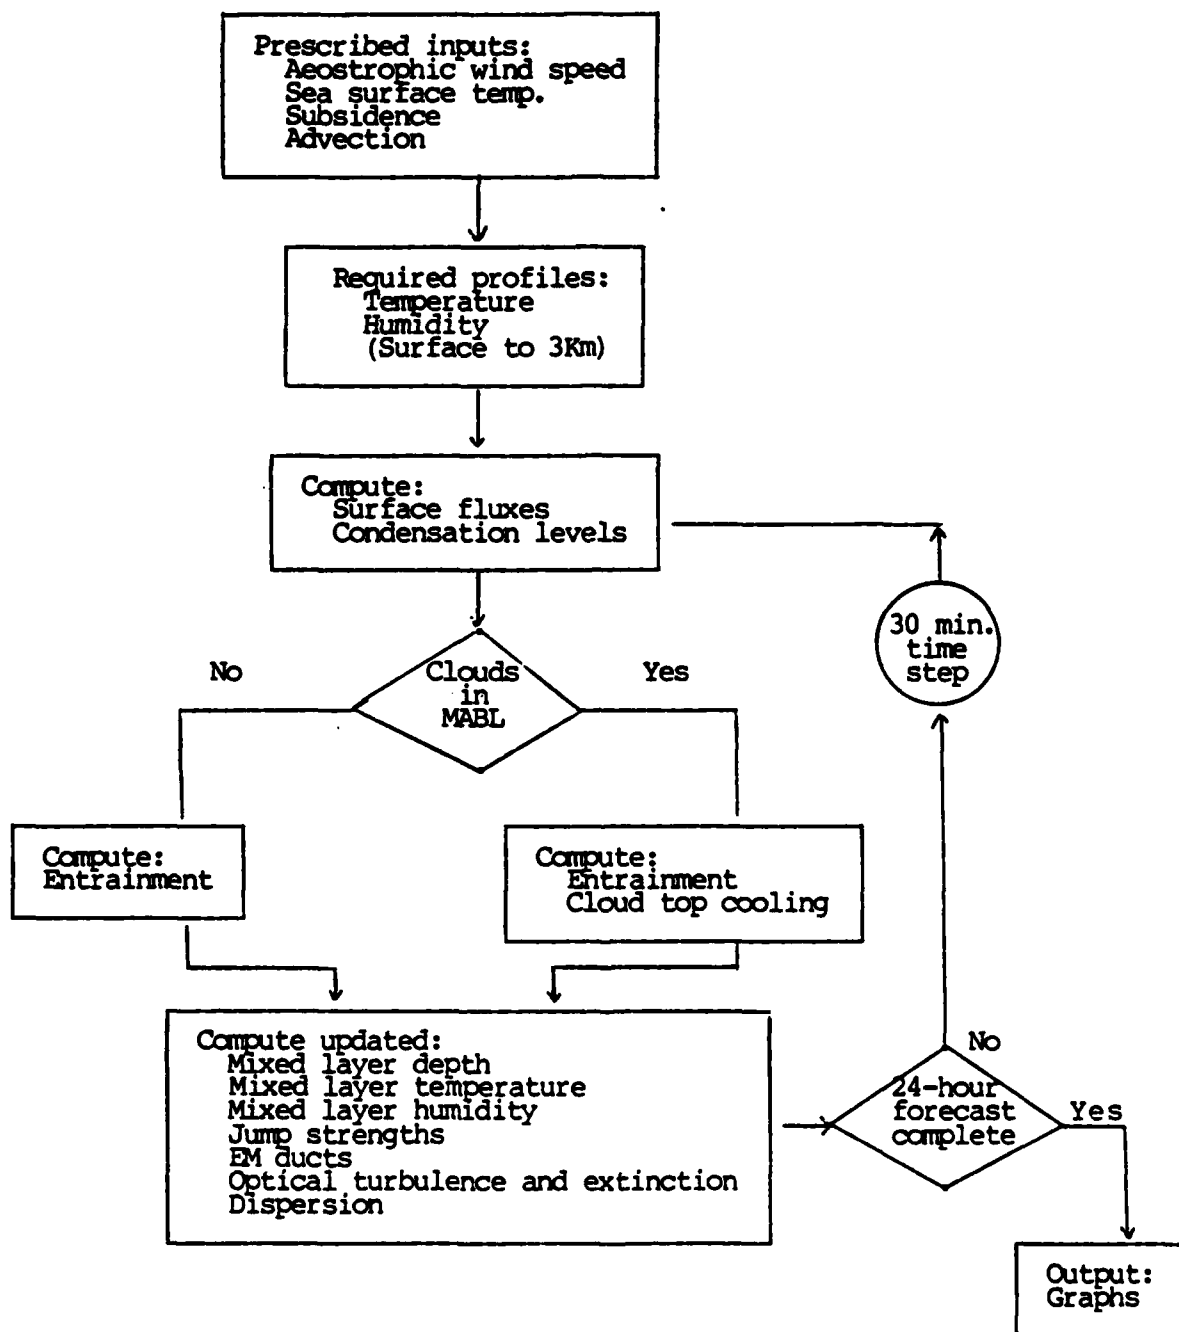 Prescribed inputs:
Aeostrophic wind speed
Sea surface temp.
Subsidence
Advection
Required profiles:
Temperature
Humidity
(Surface to 3Km)
Compute:
Surface fluxes
Condensation levels
30 min.
time
step
No
Clouds
in
MABL
Yes
Compute:
Entrainment
Compute:
Entrainment
Cloud top cooling
Compute updated:
Mixed layer depth
Mixed layer temperature
Mixed layer humidity
Jump strengths
EM ducts
Optical turbulence and extinction
Dispersion
No
24-hour
forecast
complete
Yes
Output:
Graphs